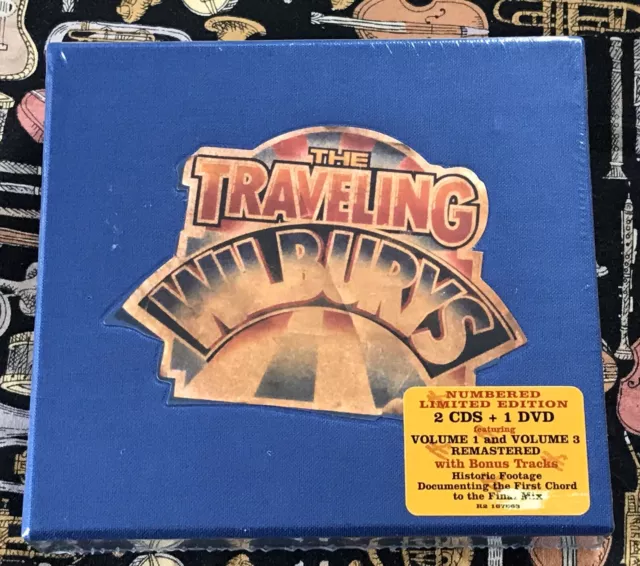 THE
TRAVELING
WILBURYS
NUMBERED
LIMITED EDITION
2 CDS + 1 DVD
featuring
VOLUME 1 and VOLUME 3
REMASTERED
with Bonus Tracks
Historic Footage
Documenting the First Chord
to the Final Mix
R2